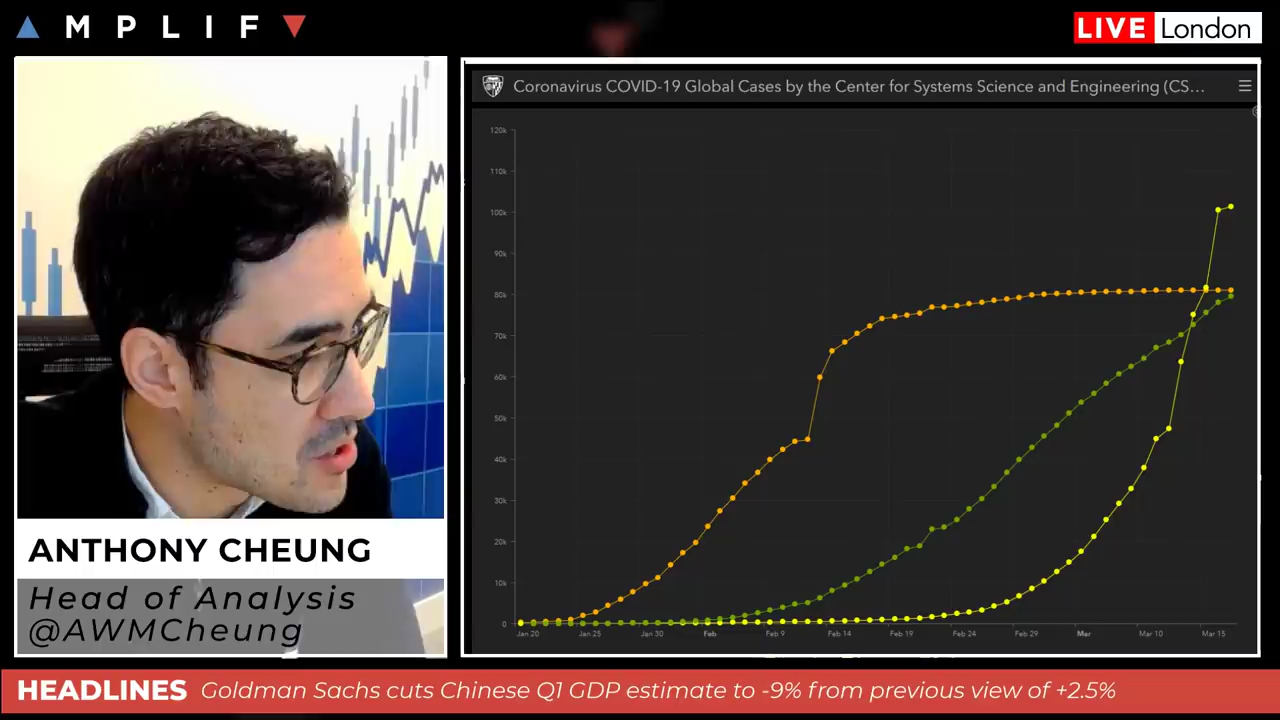 AMPLIFY
LIVE London
Coronavirus COVID-19 Global Cases by the Center for Systems Science and Engineering (CS...
120k
110k
100k
90k
80k
70k
60k
50k
40k
30k
20k
10k
0
Jan 20 Jan 25 Jan 30 Feb Feb 9 Feb 14 Feb 19 Feb 24 Feb 29 Mar Mar 10 Mar 15
ANTHONY CHEUNG
Head of Analysis
@AWMCheung
HEADLINES Goldman Sachs cuts Chinese Q1 GDP estimate to -9% from previous view of +2.5%